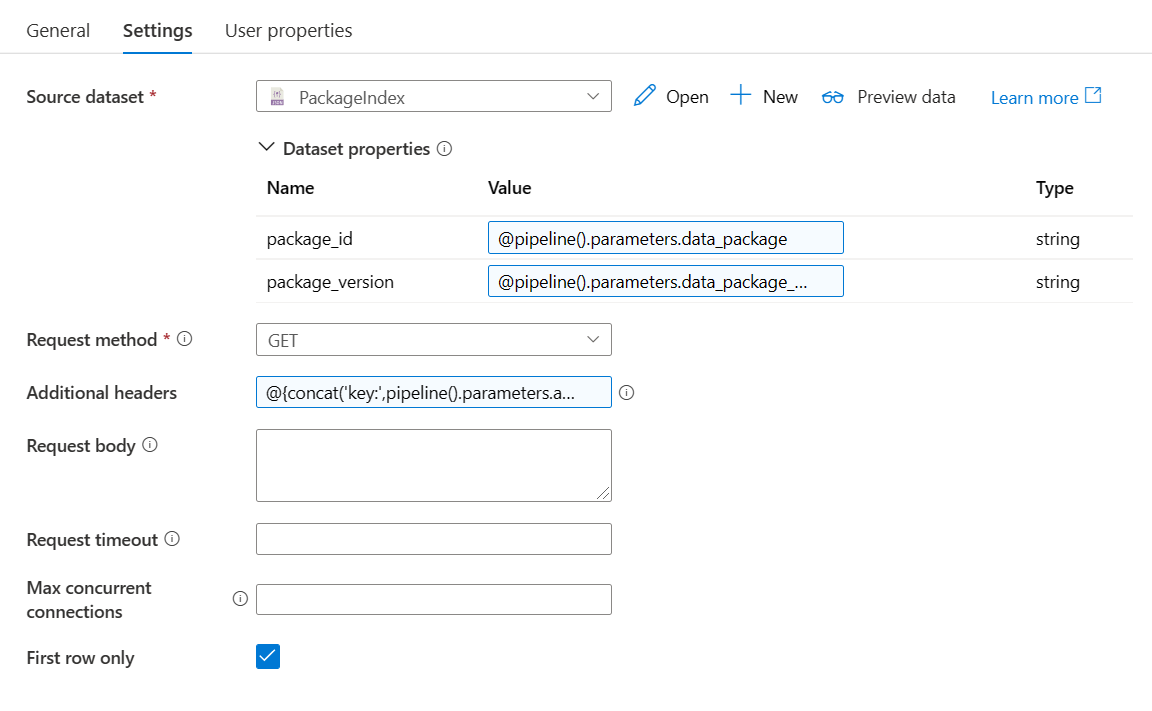 General Settings User properties
Source dataset * PackageIndex Open New Preview data Learn more
Dataset properties
Name Value Type
package_id @pipeline().parameters.data_package string
package_version @pipeline().parameters.data_package_... string
Request method * GET
Additional headers @{concat('key:',pipeline().parameters.a...
Request body
Request timeout
Max concurrent
connections
First row only